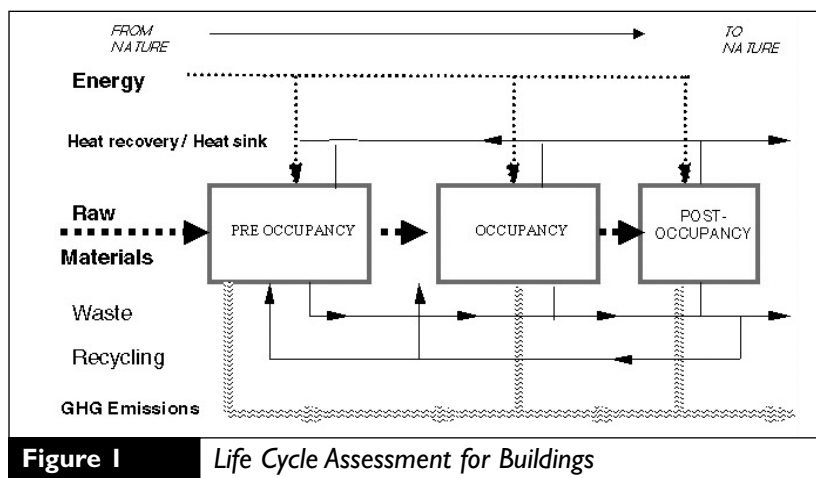 FROM
NATURE
TO
NATURE
Energy
Heat recovery / Heat sink
Raw
Materials
PRE OCCUPANCY
OCCUPANCY
POST-
OCCUPANCY
Waste
Recycling
GHG Emissions
Figure 1 Life Cycle Assessment for Buildings